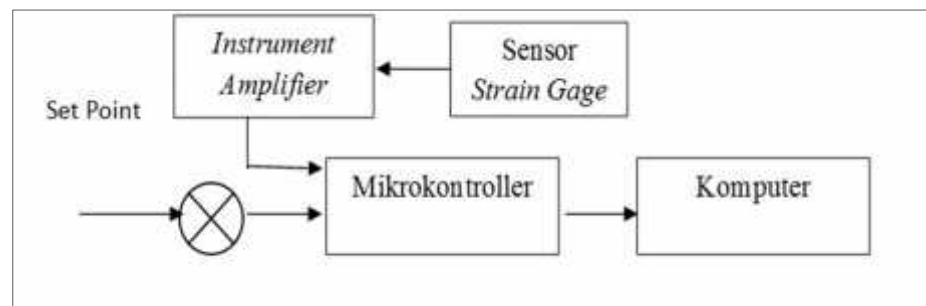 Instrument
Amplifier
Sensor
Strain Gage
Set Point
Mikrokontroller
Komputer